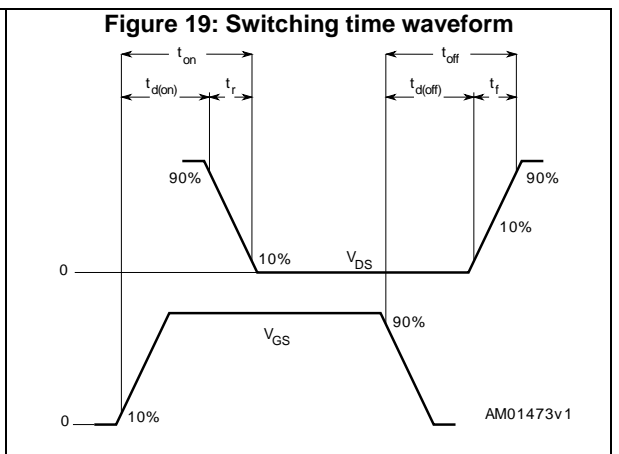 Figure 19: Switching time waveform
ton toff
td(on) tr td(off) tf
90% 90%
10%
0 10% VDS
VGS 90%
0 10% AM01473v1